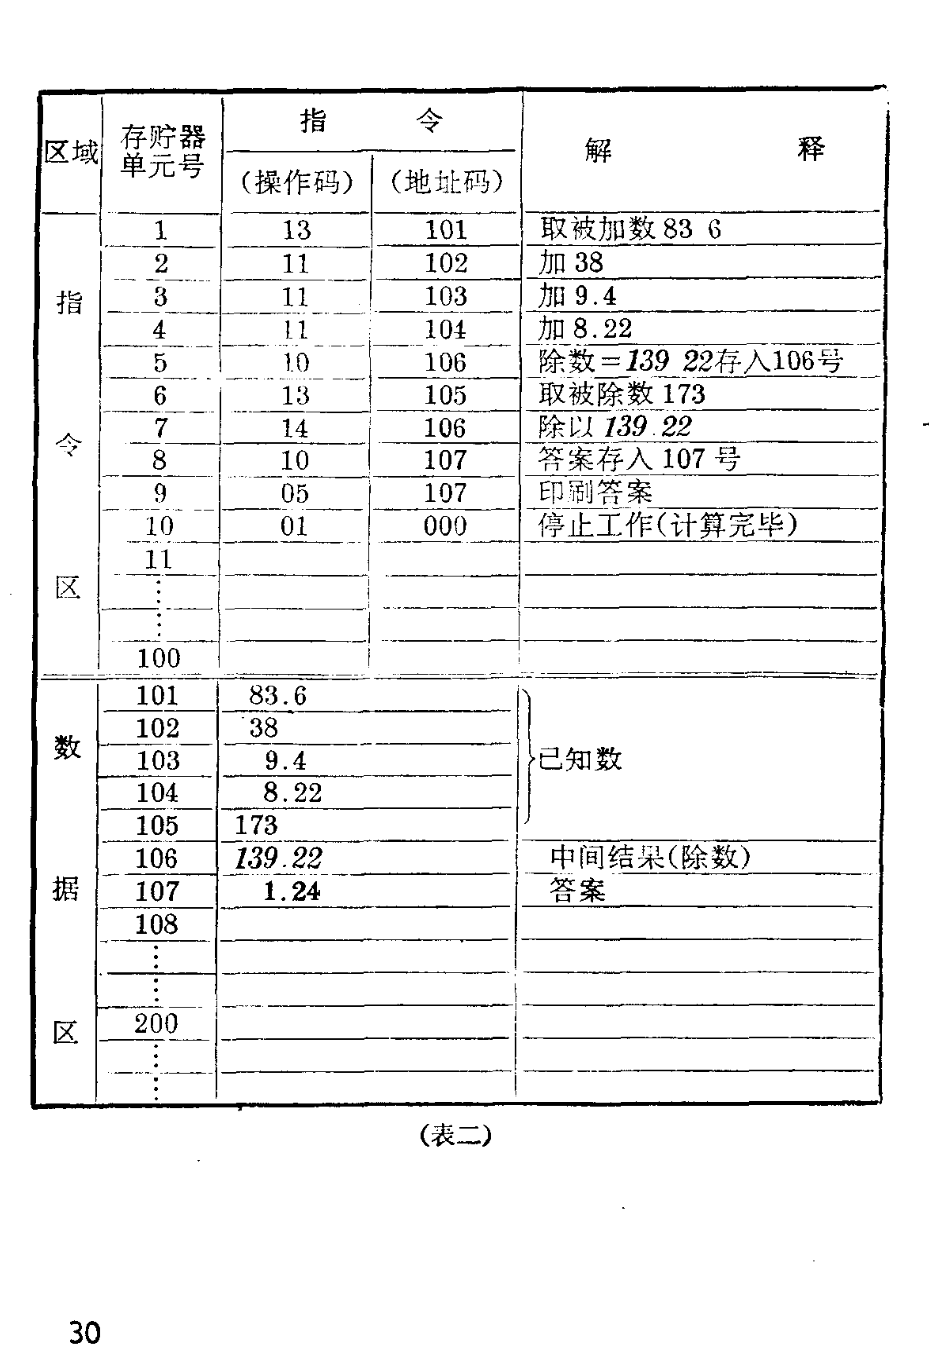 区域 存贮器单元号 指令 解释
(操作码) (地址码)
指令区
1 13 101 取被加数 83 6
2 11 102 加 38
3 11 103 加 9.4
4 11 104 加 8.22
5 10 106 除数=139 22存入106号
6 13 105 取被除数 173
7 14 106 除以 139.22
8 10 107 答案存入 107 号
9 05 107 印刷答案
10 01 000 停止工作(计算完毕)
11
⋮
⋮
100
数据区
101 83.6 已知数
102 38
103 9.4
104 8.22
105 173
106 139.22 中间结果(除数)
107 1.24 答案
108
⋮
⋮
200
⋮
⋮
(表二)
30